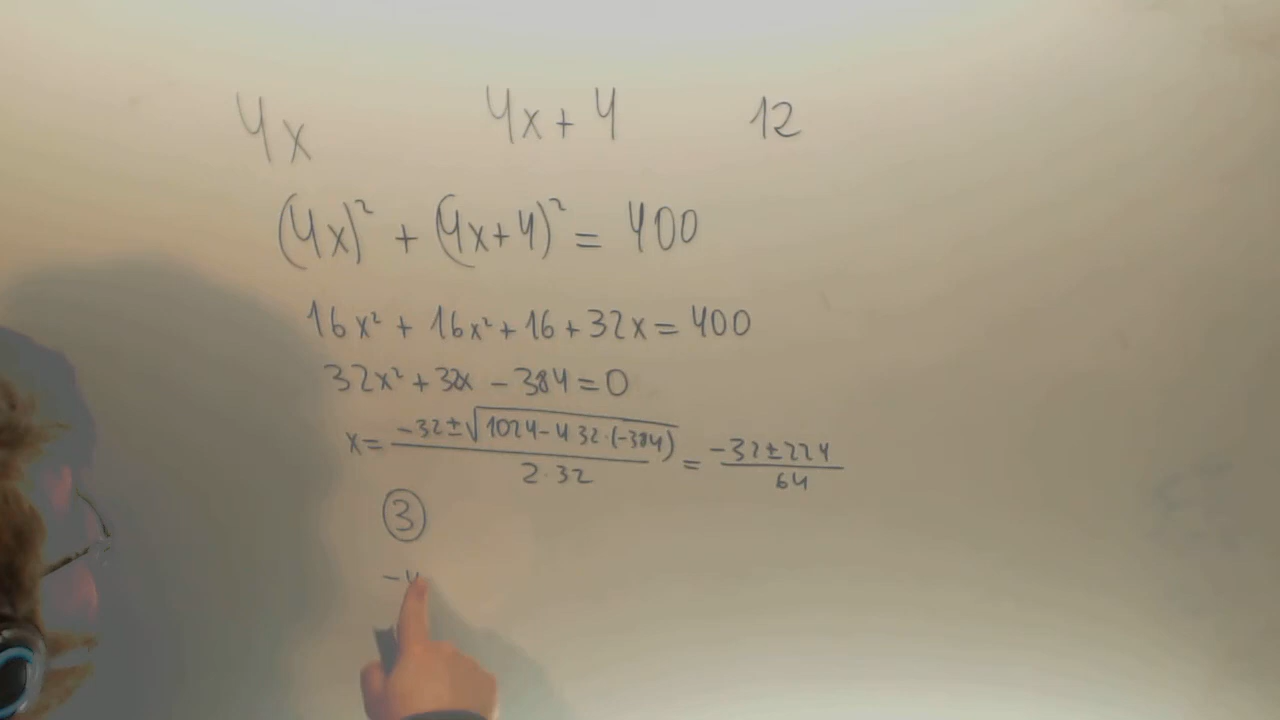 4x 4x + 4 12
(4x)² + (4x+4)² = 400
16x² + 16x² + 16 + 32x = 400
32x² + 32x - 384 = 0
x = (-32 ± √(1024 - 4 32·(-384))) / (2·32) = (-32 ± 224) / 64
3
-4